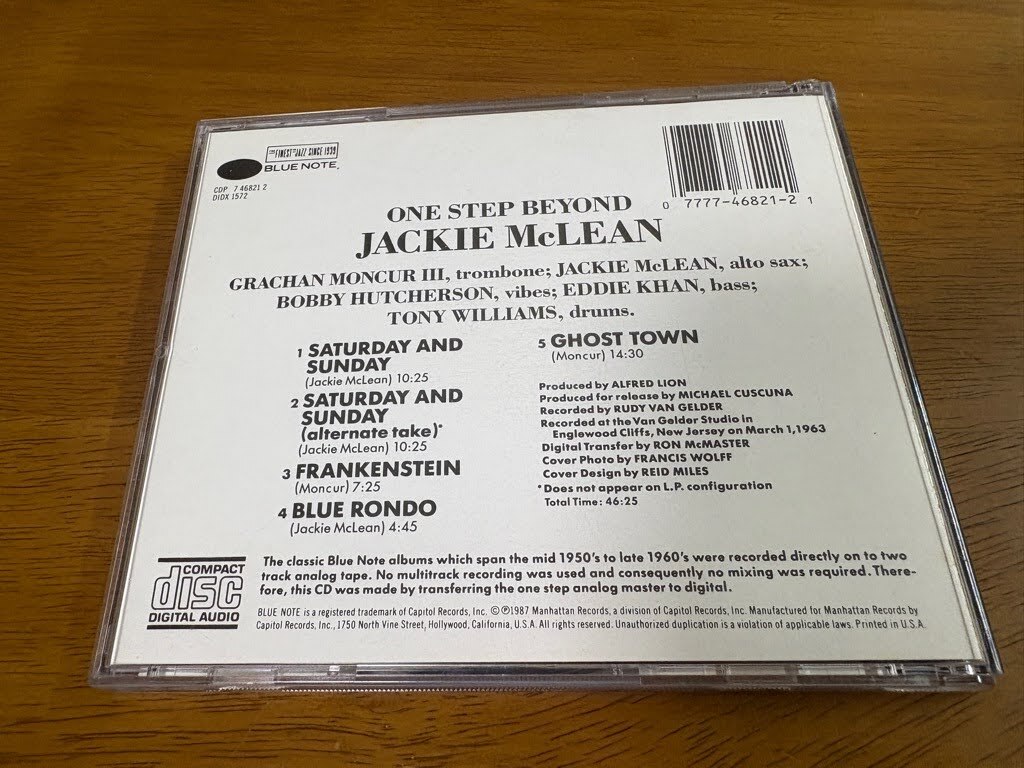 THE FINEST IN JAZZ SINCE 1939
BLUE NOTE.
CDP 7 46821 2
DIDX 1572
0 7777-46821-2 1
ONE STEP BEYOND
JACKIE McLEAN
GRACHAN MONCUR III, trombone; JACKIE McLEAN, alto sax;
BOBBY HUTCHERSON, vibes; EDDIE KHAN, bass;
TONY WILLIAMS, drums.
1 SATURDAY AND
SUNDAY
(Jackie McLean) 10:25
2 SATURDAY AND
SUNDAY
(alternate take)*
(Jackie McLean) 10:25
3 FRANKENSTEIN
(Moncur) 7:25
4 BLUE RONDO
(Jackie McLean) 4:45
5 GHOST TOWN
(Moncur) 14:30
Produced by ALFRED LION
Produced for release by MICHAEL CUSCUNA
Recorded by RUDY VAN GELDER
Recorded at the Van Gelder Studio in
Englewood Cliffs, New Jersey on March 1, 1963
Digital Transfer by RON McMASTER
Cover Photo by FRANCIS WOLFF
Cover Design by REID MILES
*Does not appear on L.P. configuration
Total Time: 46:25
COMPACT
disc
DIGITAL AUDIO
The classic Blue Note albums which span the mid 1950's to late 1960's were recorded directly on to two
track analog tape. No multitrack recording was used and consequently no mixing was required. There-
fore, this CD was made by transferring the one step analog master to digital.
BLUE NOTE is a registered trademark of Capitol Records, Inc. ©℗1987 Manhattan Records, a division of Capitol Records, Inc. Manufactured for Manhattan Records by
Capitol Records, Inc., 1750 North Vine Street, Hollywood, California, U.S.A. All rights reserved. Unauthorized duplication is a violation of applicable laws. Printed in U.S.A.